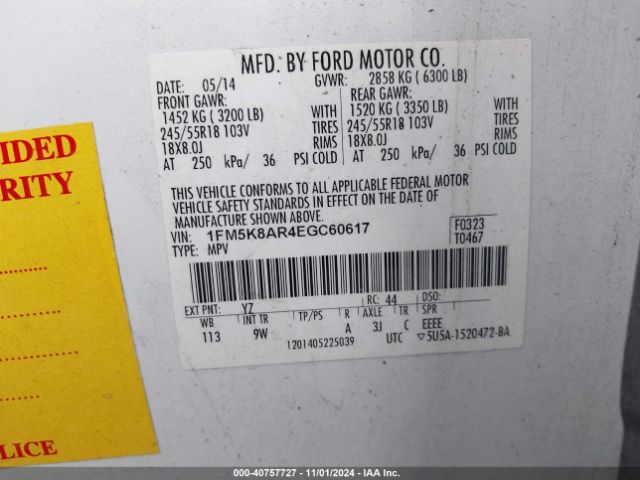 MFD. BY FORD MOTOR CO.
DATE: 05/14 GVWR: 2858 KG ( 6300 LB)
FRONT GAWR: REAR GAWR:
1452 KG ( 3200 LB) WITH 1520 KG ( 3350 LB) WITH
245/55R18 103V TIRES 245/55R18 103V TIRES
18X8.0J RIMS 18X8.0J RIMS
AT 250 kPa/ 36 PSI COLD AT 250 kPa/ 36 PSI COLD
THIS VEHICLE CONFORMS TO ALL APPLICABLE FEDERAL MOTOR
VEHICLE SAFETY STANDARDS IN EFFECT ON THE DATE OF
MANUFACTURE SHOWN ABOVE.
VIN: 1FM5K8AR4EGC60617 F0323
TYPE: MPV T0467
EXT PNT: Y7 RC: 44 DSO:
WB INT TR TP/PS R AXLE TR SPR
113 9W A 3J C EEEE
1201405225039 UTC ▽5U5A-1520472-BA
VIDED
URITY
LICE
000-40757727 - 11/01/2024 - IAA Inc.